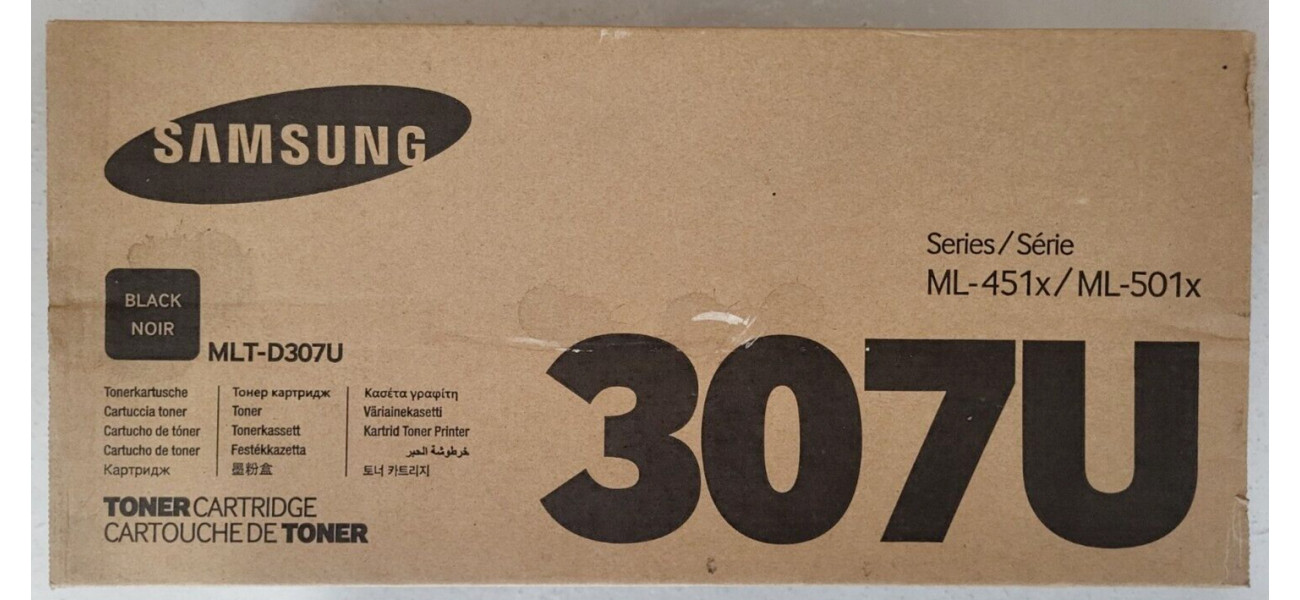 SAMSUNG
Series/Série
ML-451x/ML-501x
BLACK
NOIR
MLT-D307U
307U
Tonerkartusche
Cartuccia toner
Cartucho de tóner
Cartucho de toner
Картридж
Тонер картридж
Toner
Tonerkassett
Festékkazetta
墨粉盒
Κασέτα γραφίτη
Väriainekasetti
Kartrid Toner Printer
خرطوشة الحبر
토너 카트리지
TONER CARTRIDGE
CARTOUCHE DE TONER